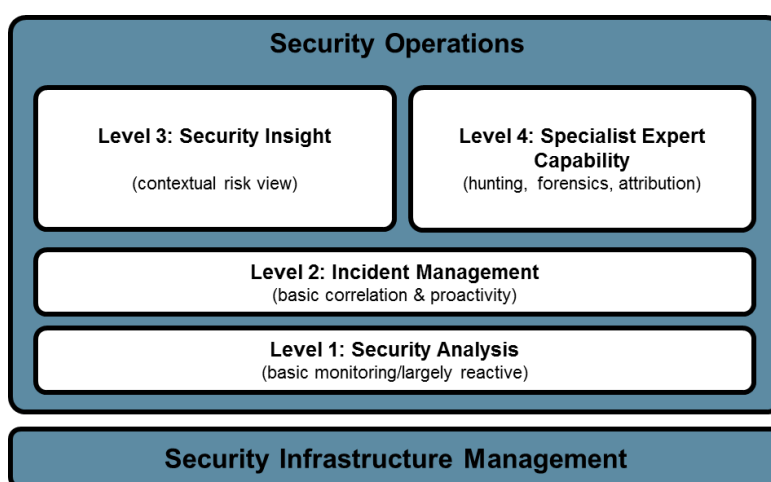 Security Operations
Level 3: Security Insight
(contextual risk view)
Level 4: Specialist Expert
Capability
(hunting, forensics, attribution)
Level 2: Incident Management
(basic correlation & proactivity)
Level 1: Security Analysis
(basic monitoring/largely reactive)
Security Infrastructure Management